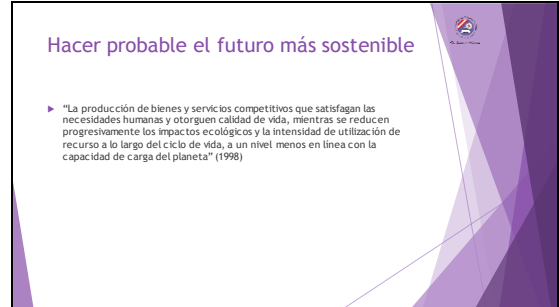 Hacer probable el futuro más sostenible
“La producción de bienes y servicios competitivos que satisfagan las
necesidades humanas y otorguen calidad de vida, mientras se reducen
progresivamente los impactos ecológicos y la intensidad de utilización de
recurso a lo largo del ciclo de vida, a un nivel menos en línea con la
capacidad de carga del planeta” (1998)